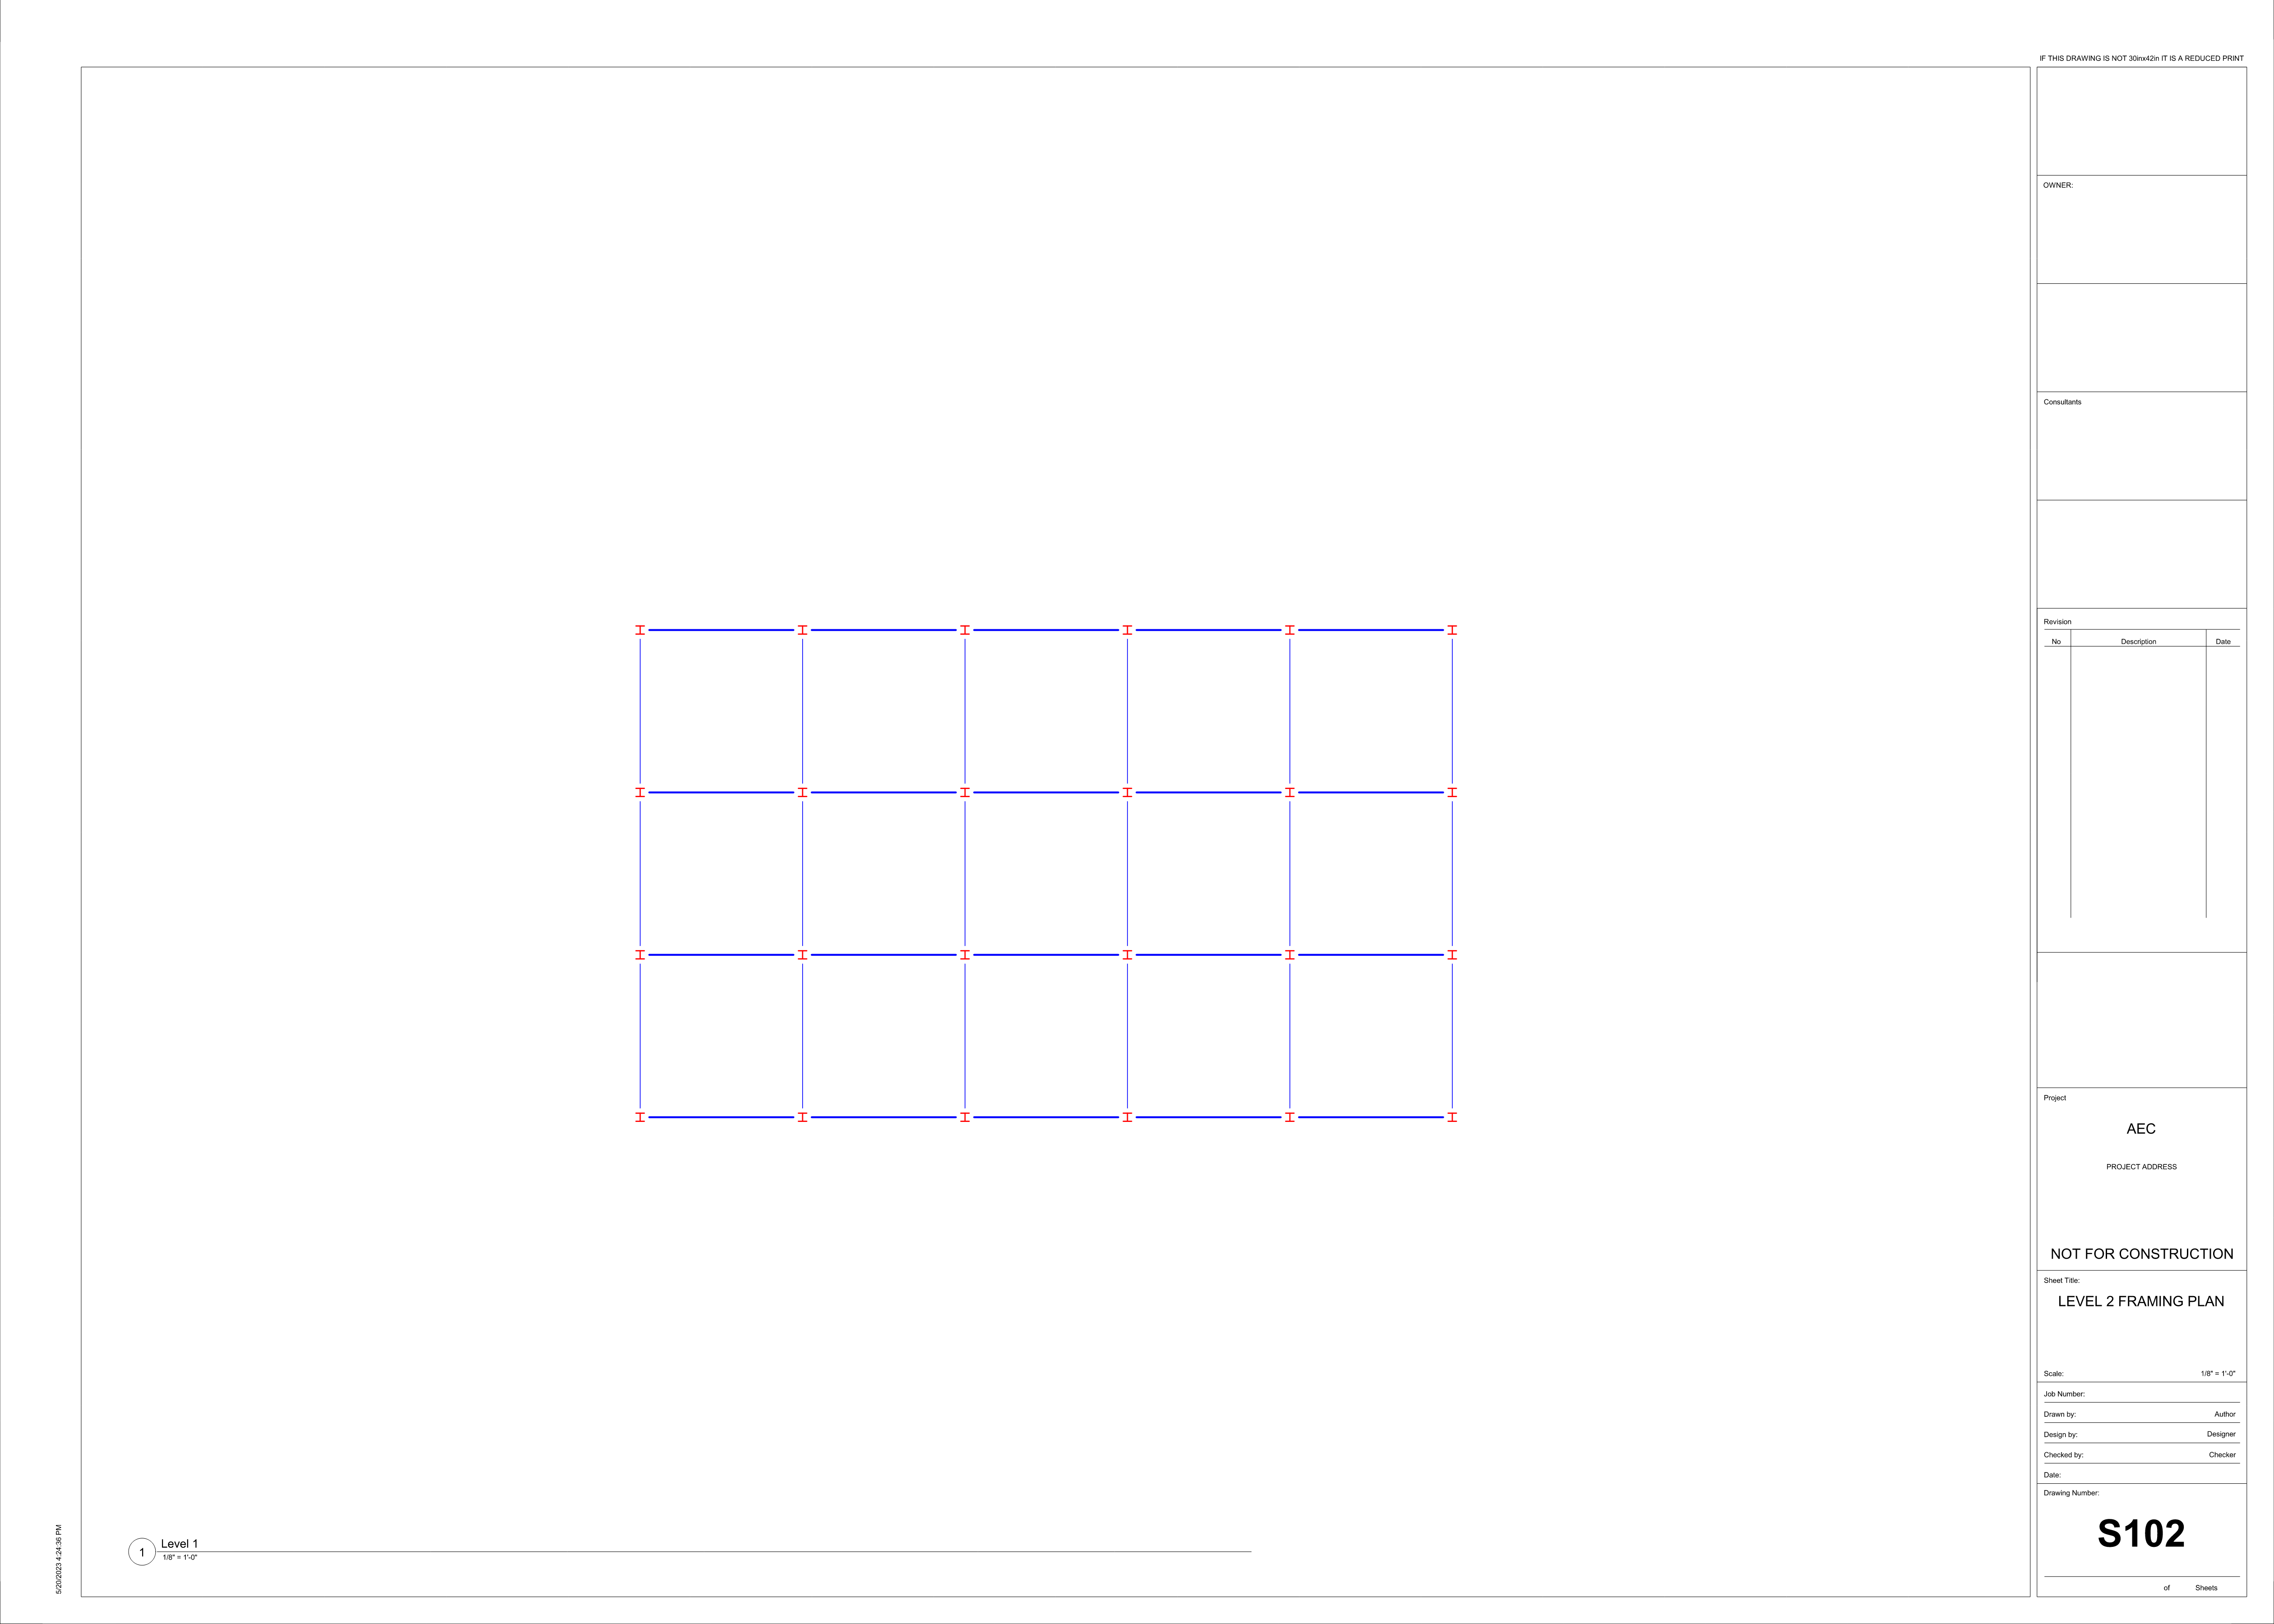 IF THIS DRAWING IS NOT 30inx42in IT IS A REDUCED PRINT
OWNER:
Consultants
Revision
No Description Date
Project
AEC
PROJECT ADDRESS
NOT FOR CONSTRUCTION
Sheet Title:
LEVEL 2 FRAMING PLAN
Scale: 1/8" = 1'-0"
Job Number:
Drawn by: Author
Design by: Designer
Checked by: Checker
Date:
Drawing Number:
S102
of Sheets
1 Level 1
1/8" = 1'-0"
5/20/2023 4:24:36 PM